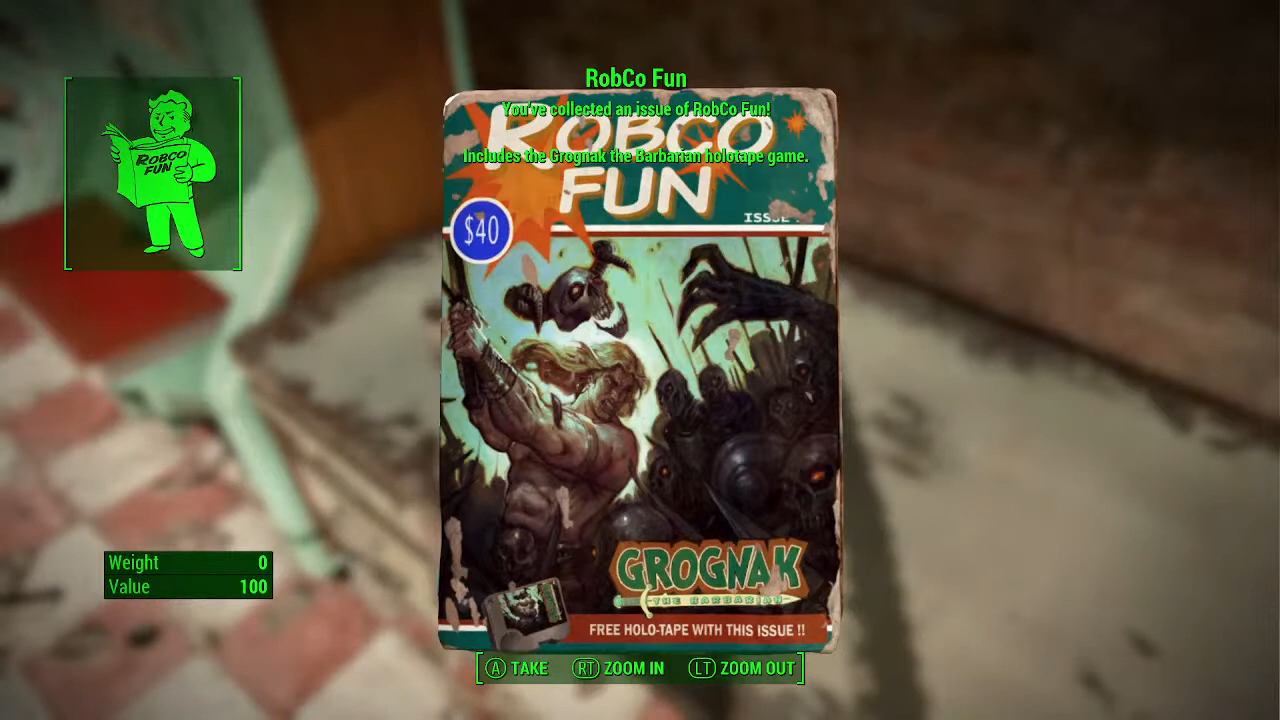 RobCo Fun
You've collected an issue of RobCo Fun!
Includes the Grognak the Barbarian holotape game.
ROBCO
FUN
ISSUE
$40
ROBCO
FUN
Weight 0
Value 100
GROGNAK
THE BARBARIAN
FREE HOLO-TAPE WITH THIS ISSUE !!
A TAKE RT ZOOM IN LT ZOOM OUT